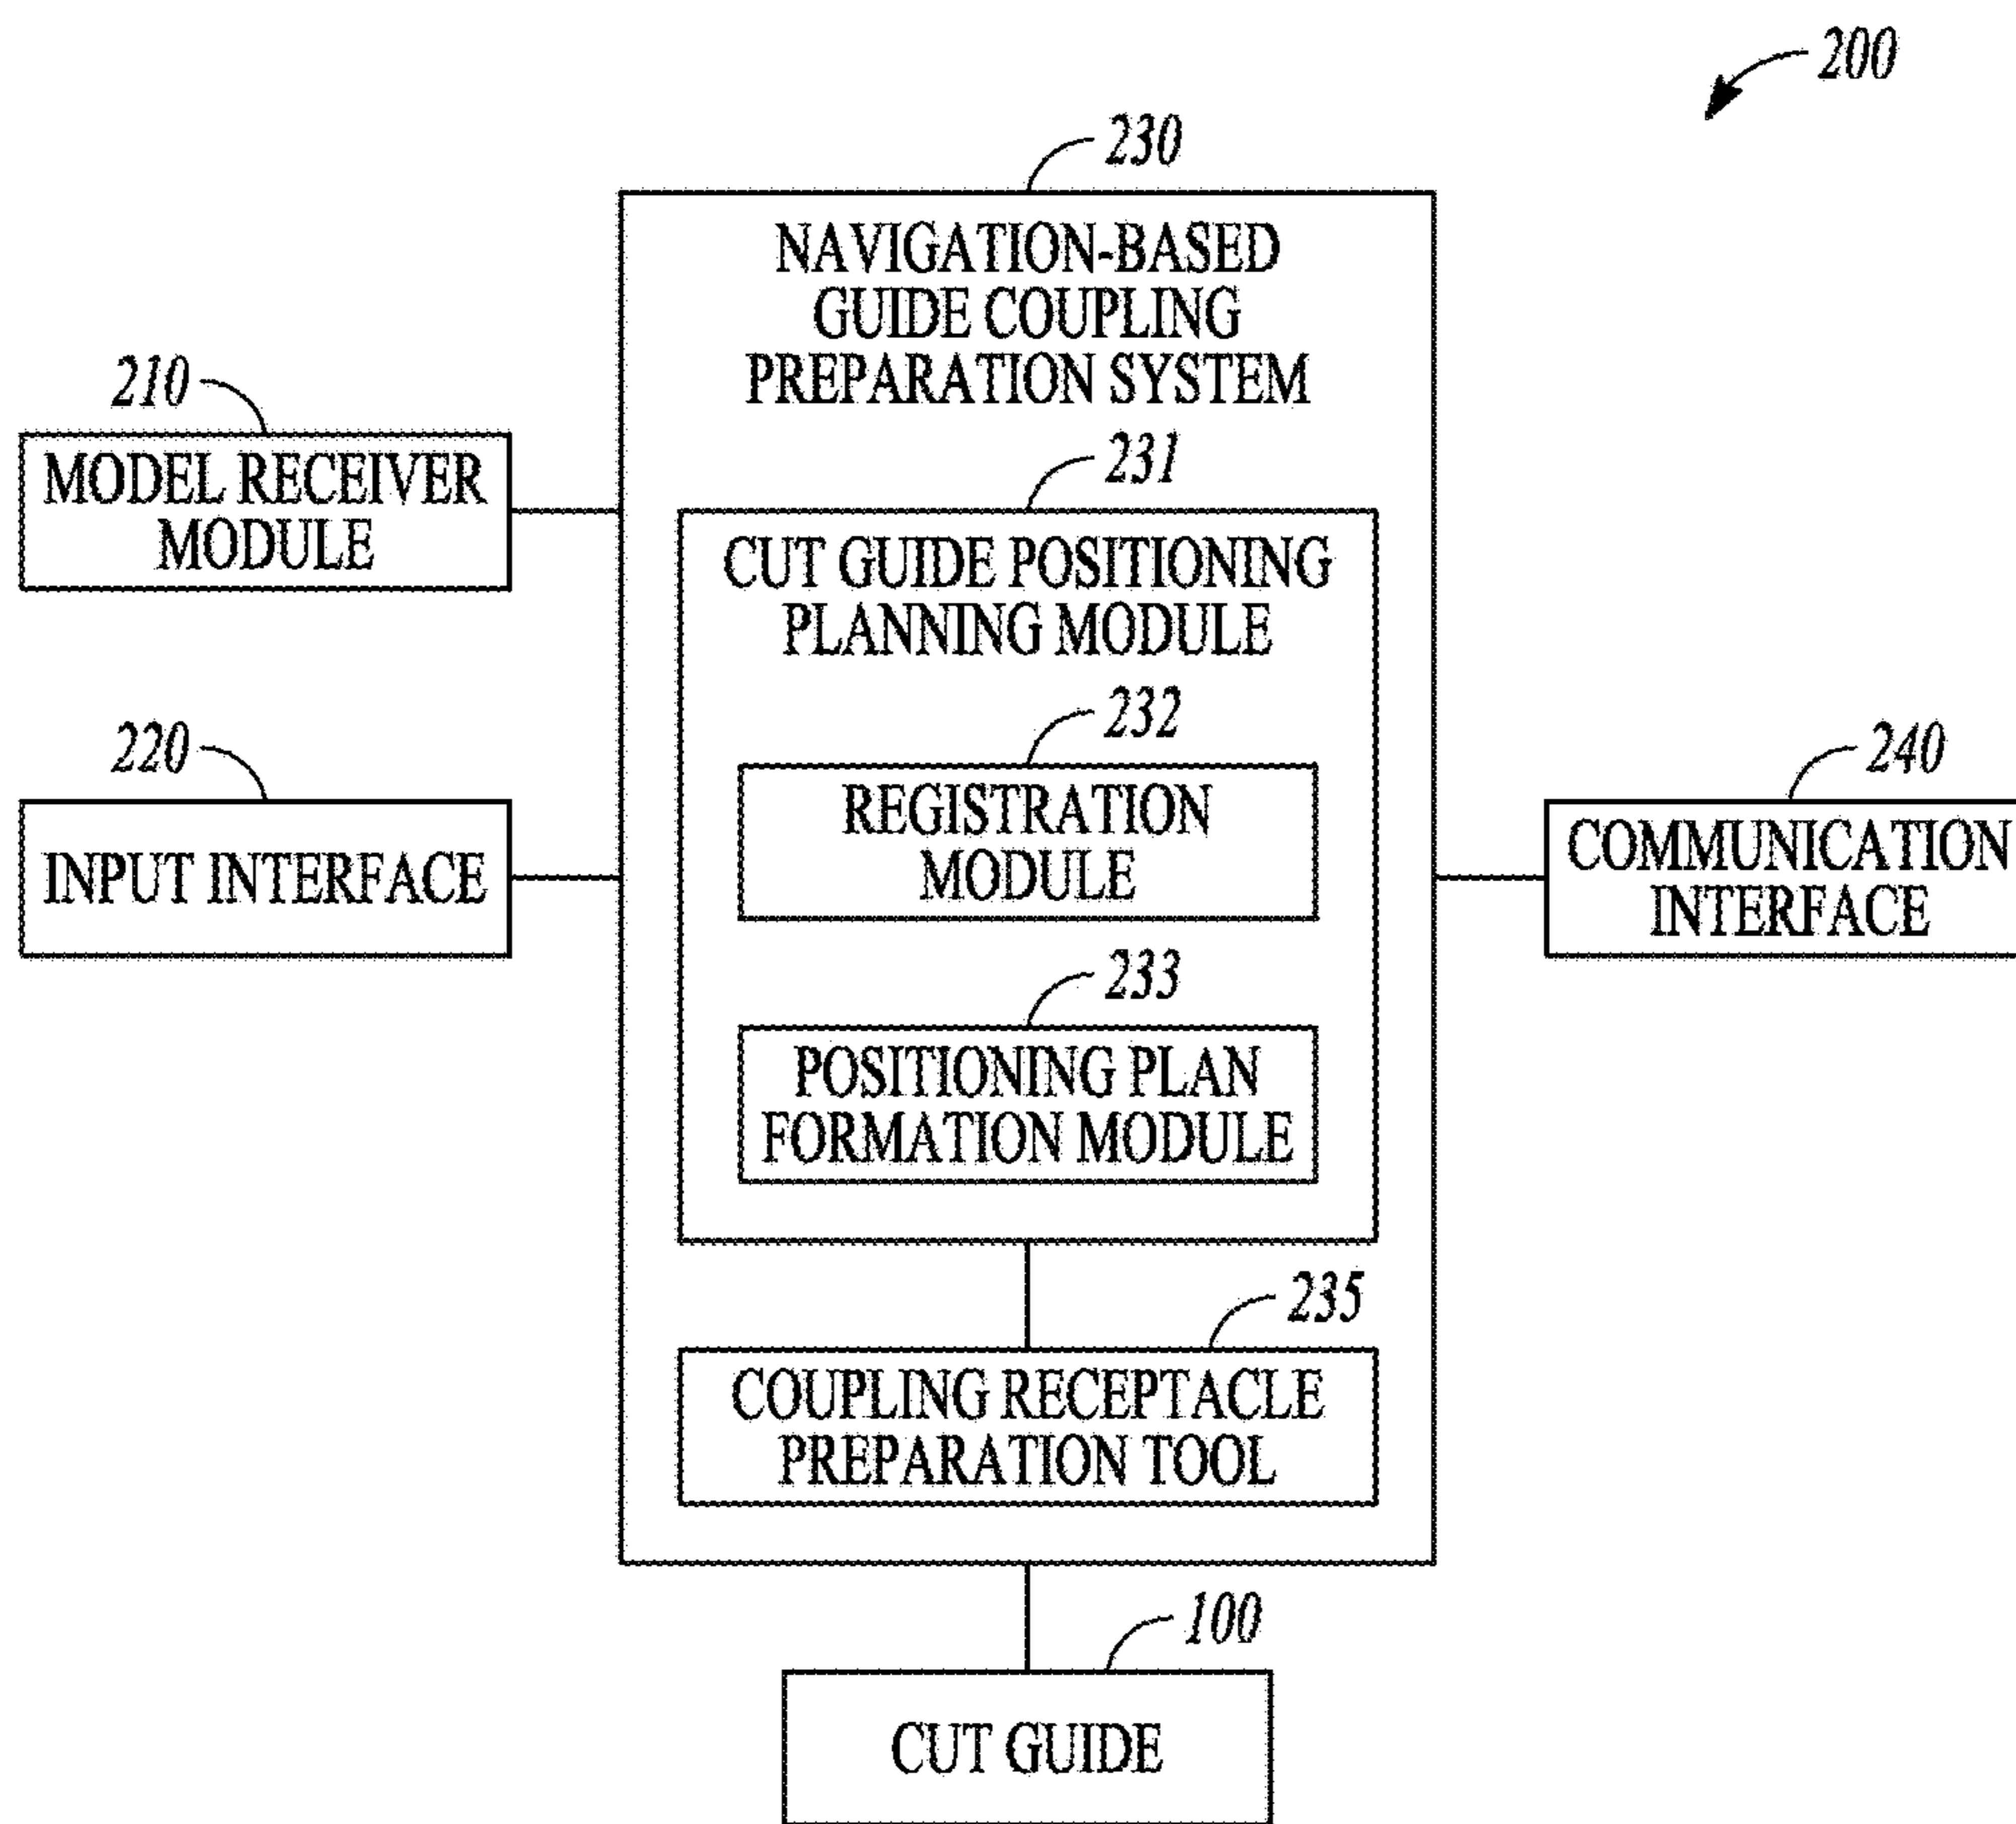 200
230
NAVIGATION-BASED
GUIDE COUPLING
PREPARATION SYSTEM
210
MODEL RECEIVER
MODULE
231
CUT GUIDE POSITIONING
PLANNING MODULE
220
INPUT INTERFACE
232
REGISTRATION
MODULE
240
COMMUNICATION
INTERFACE
233
POSITIONING PLAN
FORMATION MODULE
235
COUPLING RECEPTACLE
PREPARATION TOOL
100
CUT GUIDE